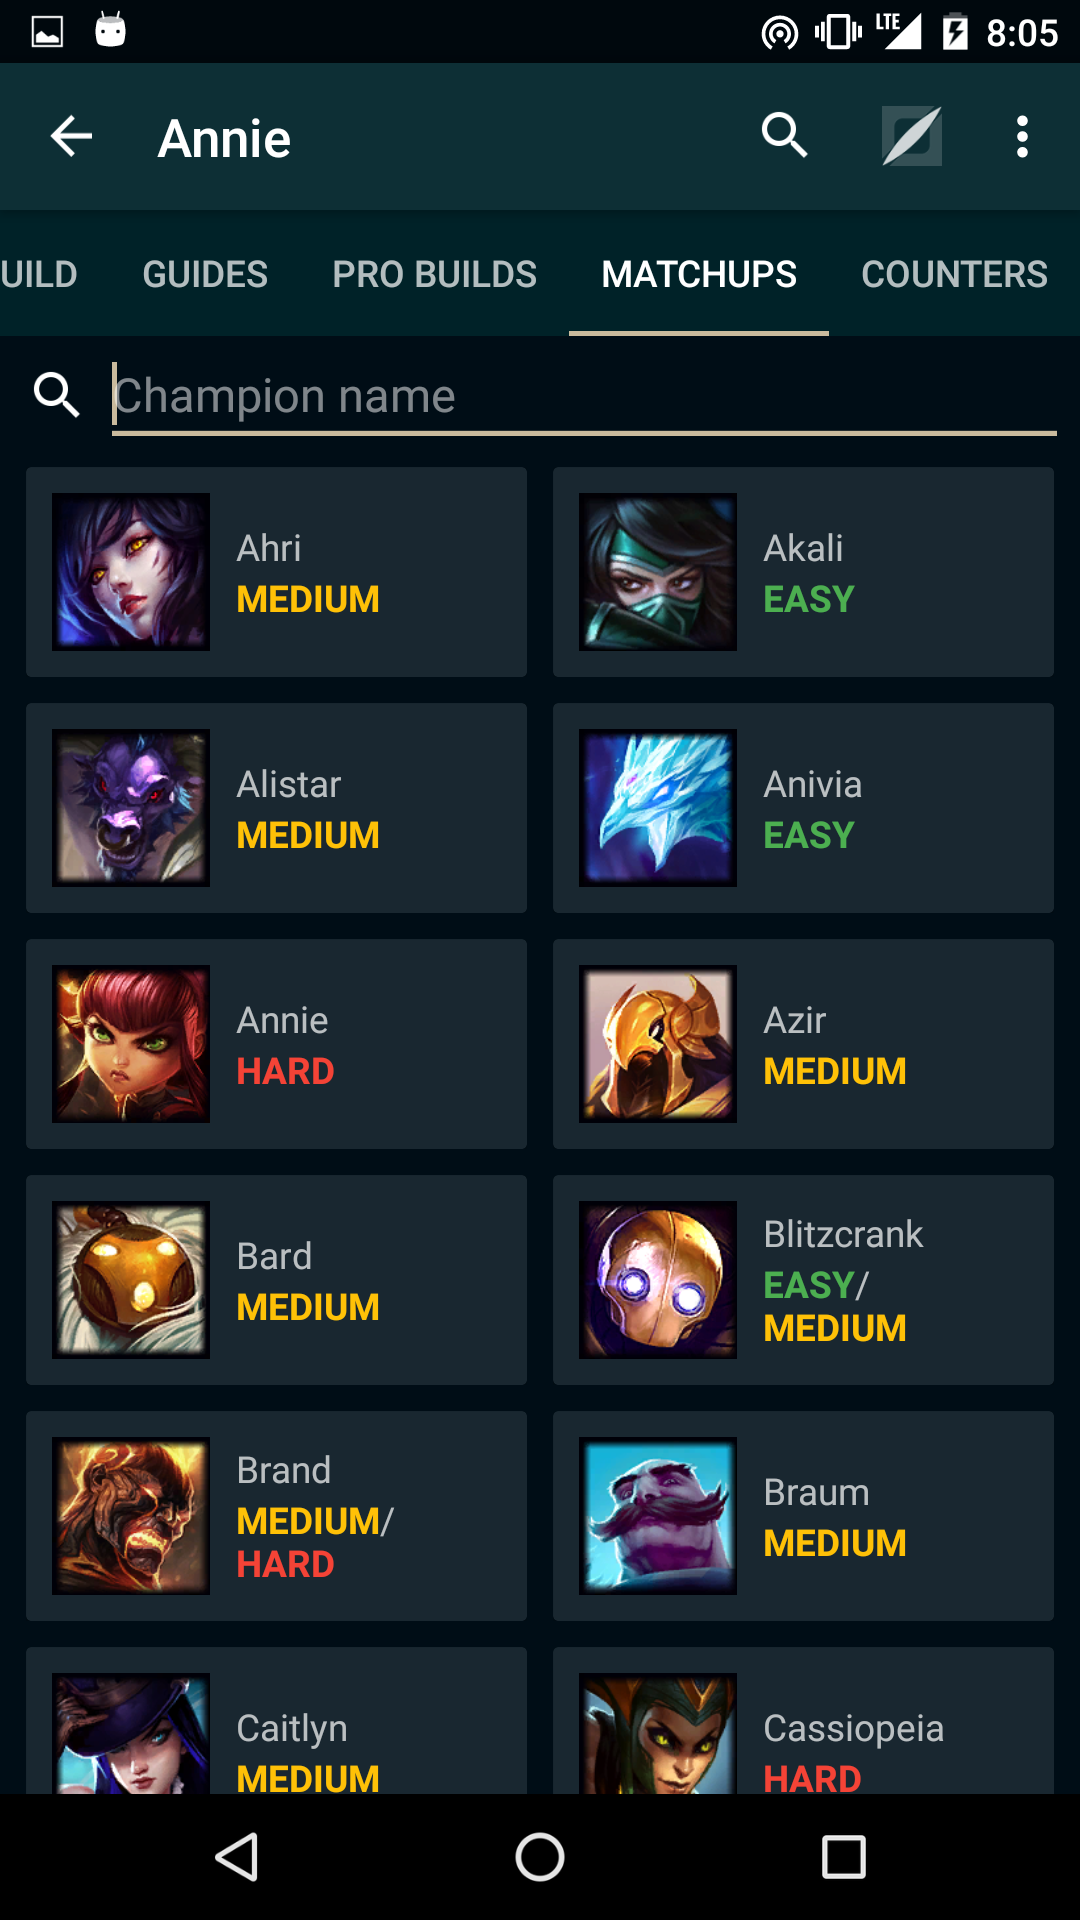 LTE 8:05
Annie
UILD GUIDES PRO BUILDS MATCHUPS COUNTERS
Champion name
Ahri
MEDIUM
Akali
EASY
Alistar
MEDIUM
Anivia
EASY
Annie
HARD
Azir
MEDIUM
Bard
MEDIUM
Blitzcrank
EASY/
MEDIUM
Brand
MEDIUM/
HARD
Braum
MEDIUM
Caitlyn
MEDIUM
Cassiopeia
HARD